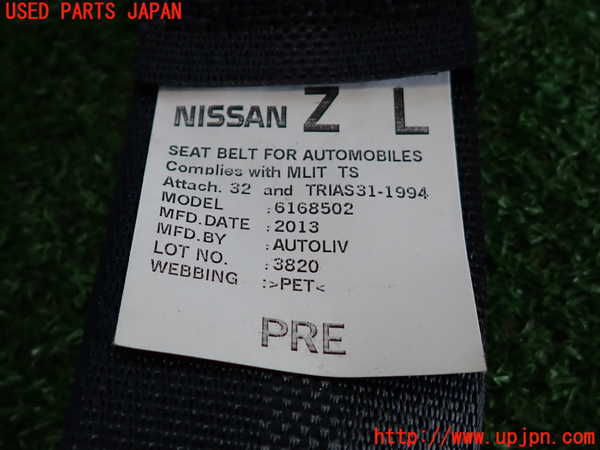 USED PARTS JAPAN
NISSAN Z L
SEAT BELT FOR AUTOMOBILES
Complies with MLIT TS
Attach. 32 and TRIAS31-1994
MODEL :6168502
MFD.DATE :2013
MFD.BY :AUTOLIV
LOT NO. :3820
WEBBING :>PET<
PRE
http://www.upjpn.com/